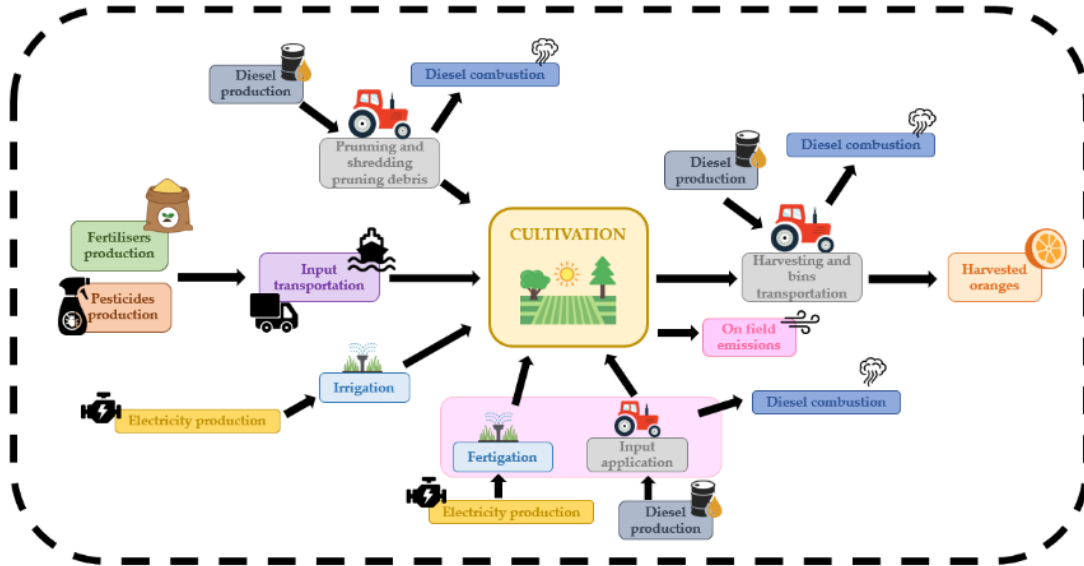 Diesel
production
Diesel combustion
Prunning and
shredding
pruning debris
Diesel combustion
Diesel
production
Fertilisers
production
CULTIVATION
Input
transportation
Harvesting and
bins
transportation
Harvested
oranges
Pesticides
production
On field
emissions
Irrigation
Diesel combustion
Electricity production
Fertigation
Input
application
Electricity production
Diesel
production